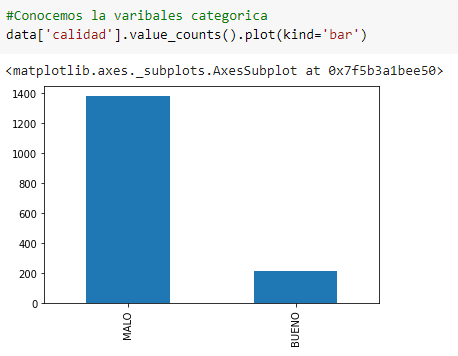 #Conocemos la varibales categorica
data['calidad'].value_counts().plot(kind='bar')
<matplotlib.axes._subplots.AxesSubplot at 0x7f5b3a1bee50>
1400
1200
1000
800
600
400
200
0
MALO
BUENO